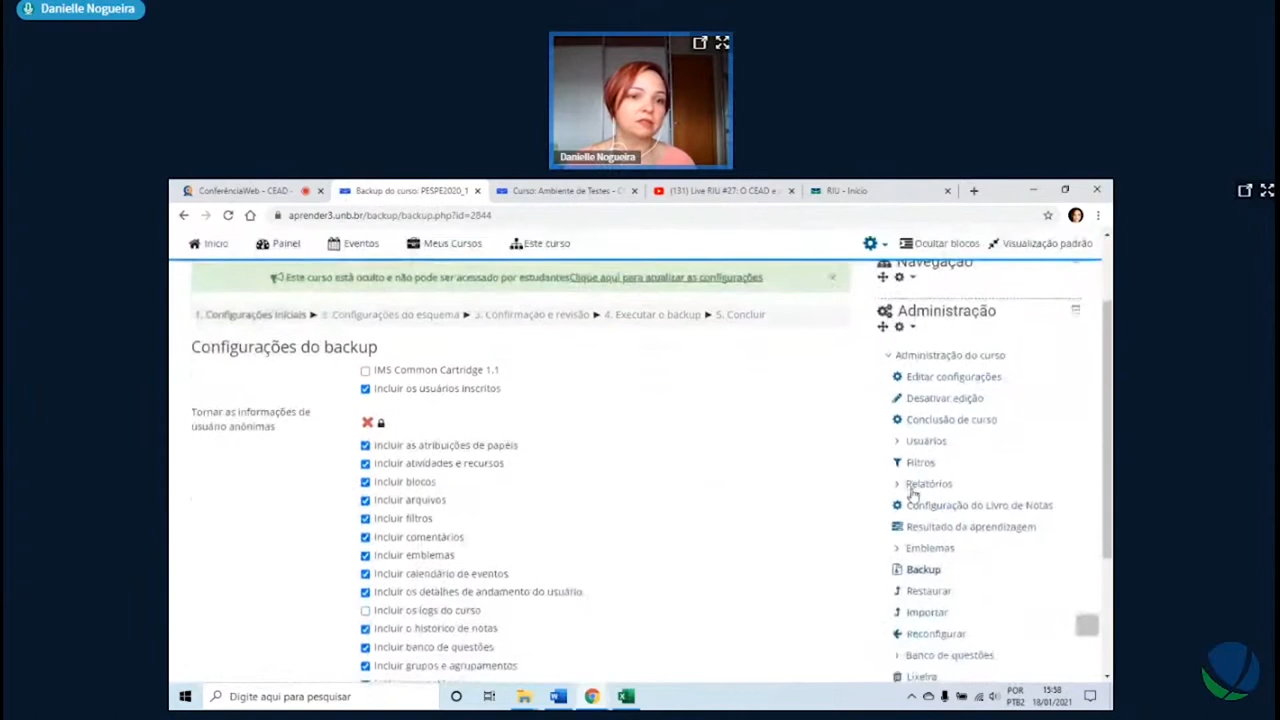 Danielle Nogueira
Danielle Nogueira
ConferênciaWeb - CEAD -
Backup do curso: PESPE2020_1
Curso: Ambiente de Testes - C
(131) Live RIU #27: O CEAD e
RIU - Início
aprender3.unb.br/backup/backup.php?id=2844
Início
Painel
Eventos
Meus Cursos
Este curso
Ocultar blocos
Visualização padrão
Este curso está oculto e não pode ser acessado por estudantesClique aqui para atualizar as configurações
1. Configurações iniciais ► 2. Configurações do esquema ► 3. Confirmação e revisão ► 4. Executar o backup ► 5. Concluir
Configurações do backup
IMS Common Cartridge 1.1
Incluir os usuários inscritos
Tornar as informações de
usuário anônimas
Incluir as atribuições de papéis
Incluir atividades e recursos
Incluir blocos
Incluir arquivos
Incluir filtros
Incluir comentários
Incluir emblemas
Incluir calendário de eventos
Incluir os detalhes de andamento do usuário
Incluir os logs do curso
Incluir o histórico de notas
Incluir banco de questões
Incluir grupos e agrupamentos
Navegação
Administração
Administração do curso
Editar configurações
Desativar edição
Conclusão de curso
Usuários
Filtros
Relatórios
Configuração do Livro de Notas
Resultado da aprendizagem
Emblemas
Backup
Restaurar
Importar
Reconfigurar
Banco de questões
Lixeira
Digite aqui para pesquisar
POR
PTB2
15:58
18/01/2021